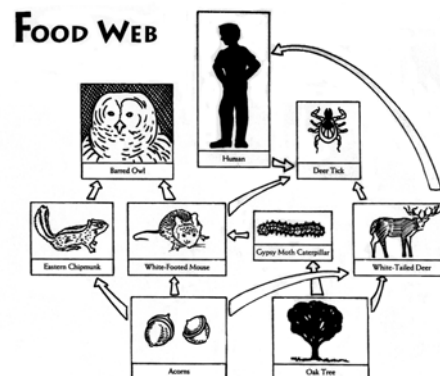 FOOD WEB
Barred Owl
Human
Deer Tick
Eastern Chipmunk
White-Footed Mouse
Gypsy Moth Caterpillar
White-Tailed Deer
Acorns
Oak Tree